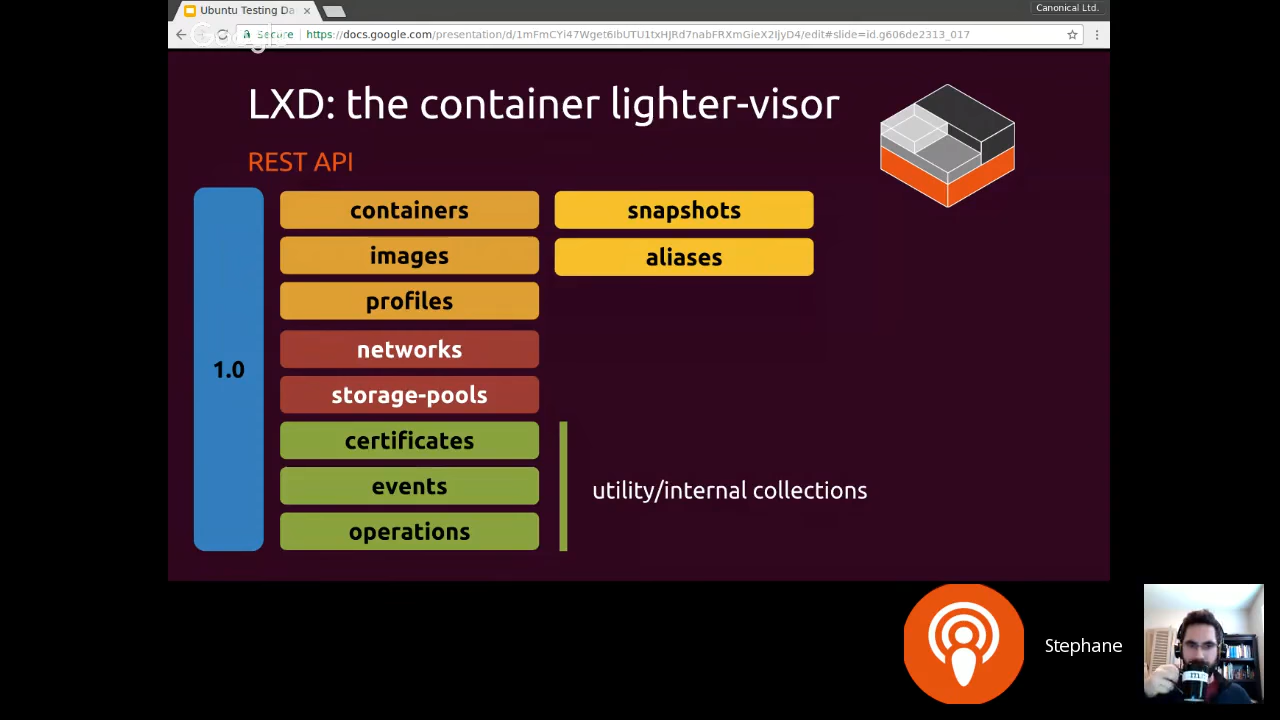 Ubuntu Testing Da
Canonical Ltd.
Secure
https://docs.google.com/presentation/d/1mFmCYi47Wget6ibUTU1txHJRd7nabFRXmGieX2IjyD4/edit#slide=id.g606de2313_017
LXD: the container lighter-visor
REST API
1.0
containers
snapshots
images
aliases
profiles
networks
storage-pools
certificates
events
operations
utility/internal collections
Stephane